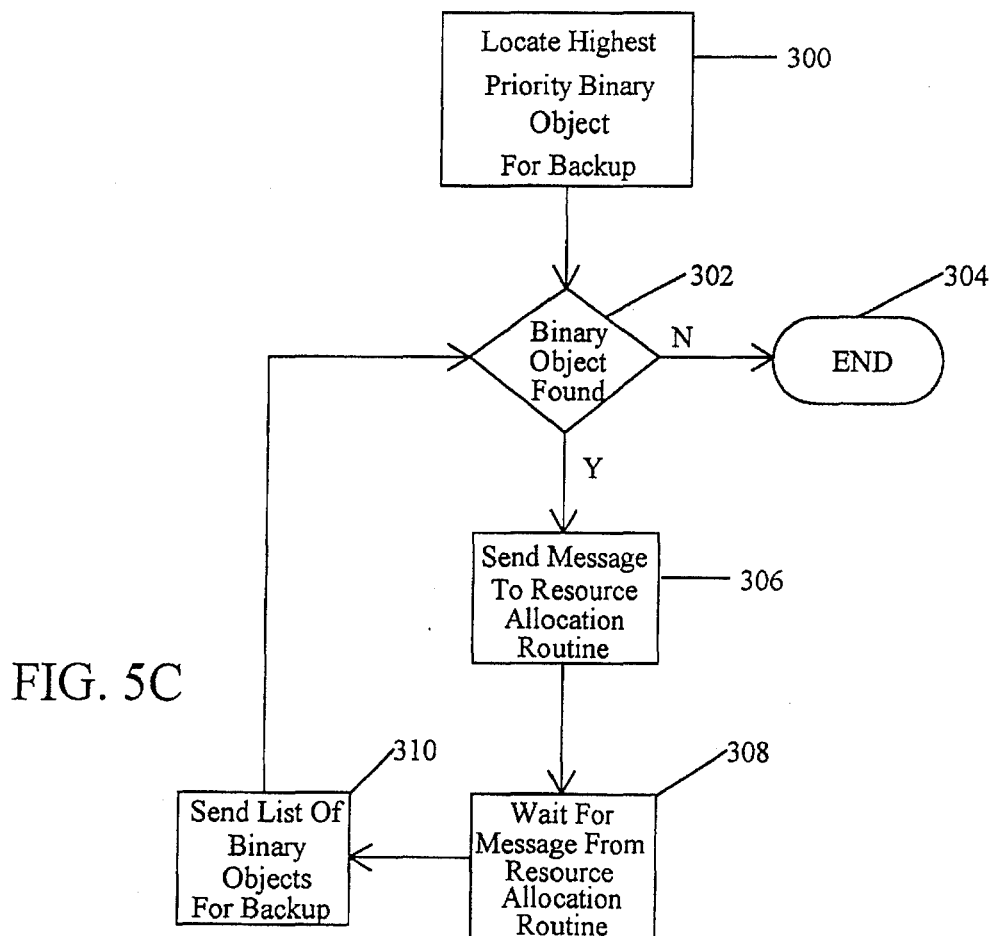 Locate Highest
Priority Binary
Object
For Backup
300
302
304
Binary
Object
Found
N
END
Y
Send Message
To Resource
Allocation
Routine
306
FIG. 5C
310
308
Send List Of
Binary
Objects
For Backup
Wait For
Message From
Resource
Allocation
Routine